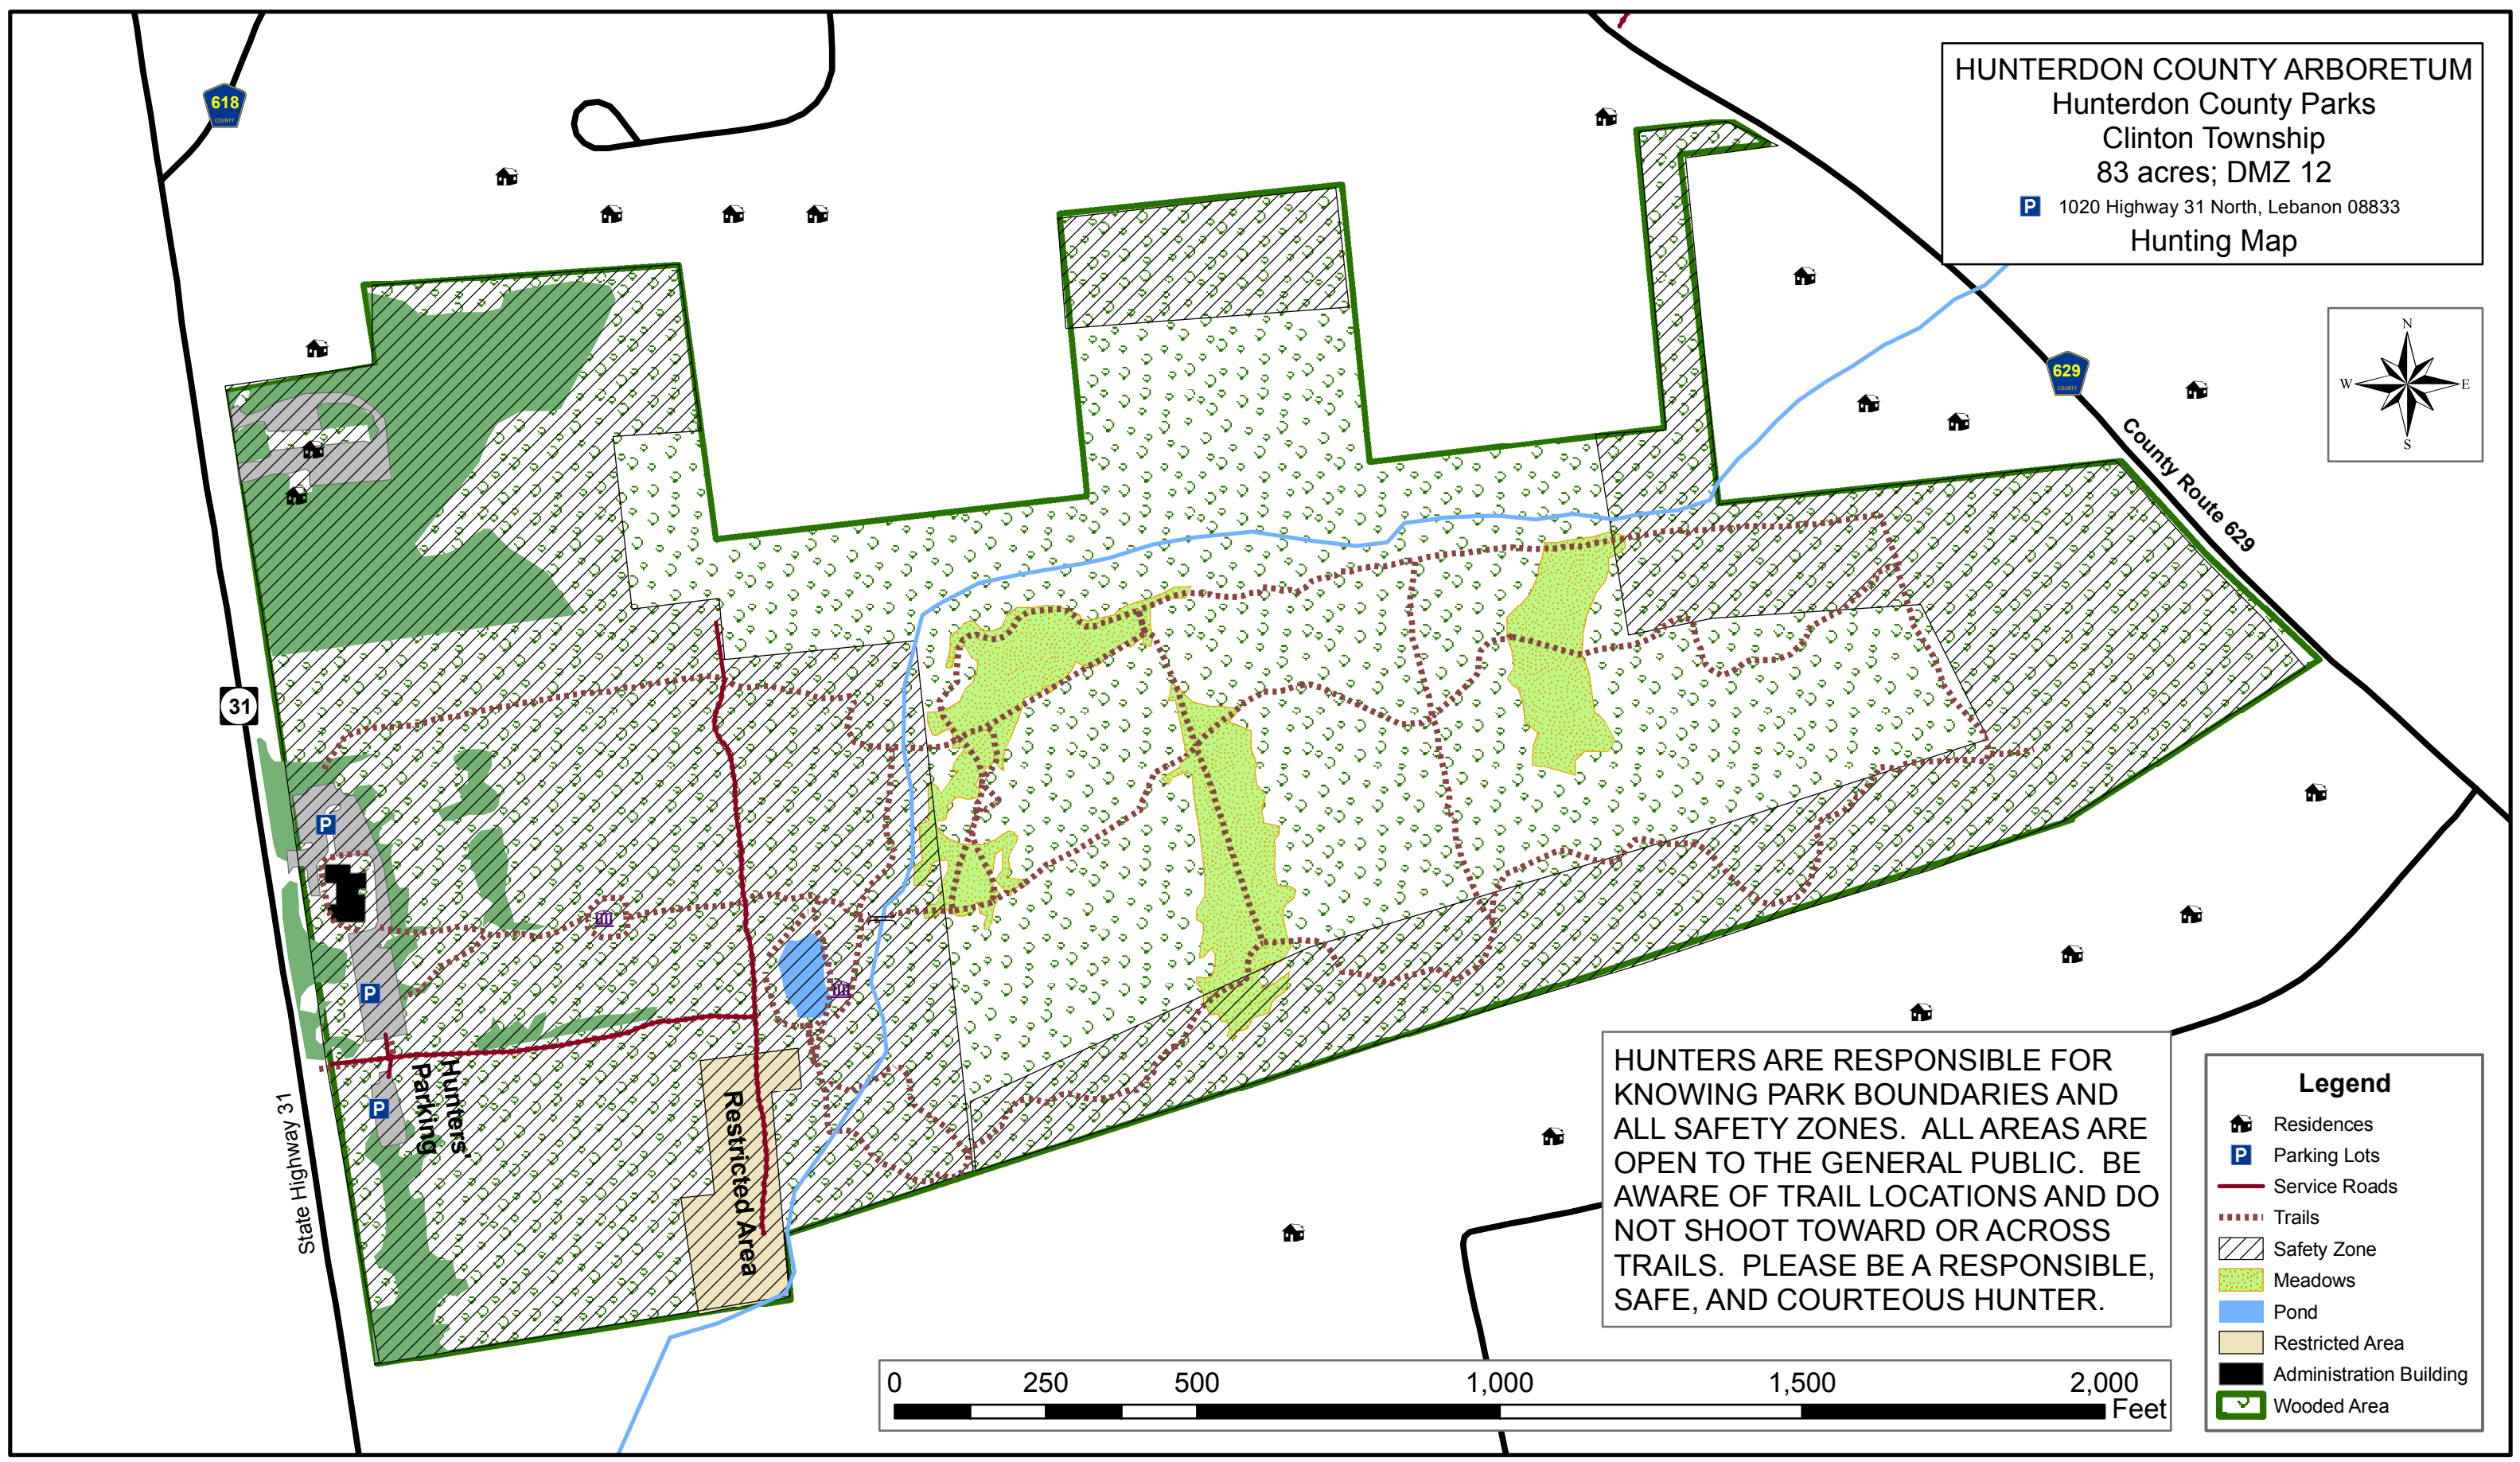 HUNTERDON COUNTY ARBORETUM
Hunterdon County Parks
Clinton Township
83 acres; DMZ 12
P 1020 Highway 31 North, Lebanon 08833
Hunting Map
618
COUNTY
N
W E
S
629
COUNTY
County Route 629
31
P
P
P
Hunters'
Parking
State Highway 31
Restricted Area
HUNTERS ARE RESPONSIBLE FOR
KNOWING PARK BOUNDARIES AND
ALL SAFETY ZONES. ALL AREAS ARE
OPEN TO THE GENERAL PUBLIC. BE
AWARE OF TRAIL LOCATIONS AND DO
NOT SHOOT TOWARD OR ACROSS
TRAILS. PLEASE BE A RESPONSIBLE,
SAFE, AND COURTEOUS HUNTER.
Legend
Residences
P Parking Lots
Service Roads
Trails
Safety Zone
Meadows
Pond
Restricted Area
Administration Building
Wooded Area
0 250 500 1,000 1,500 2,000
Feet